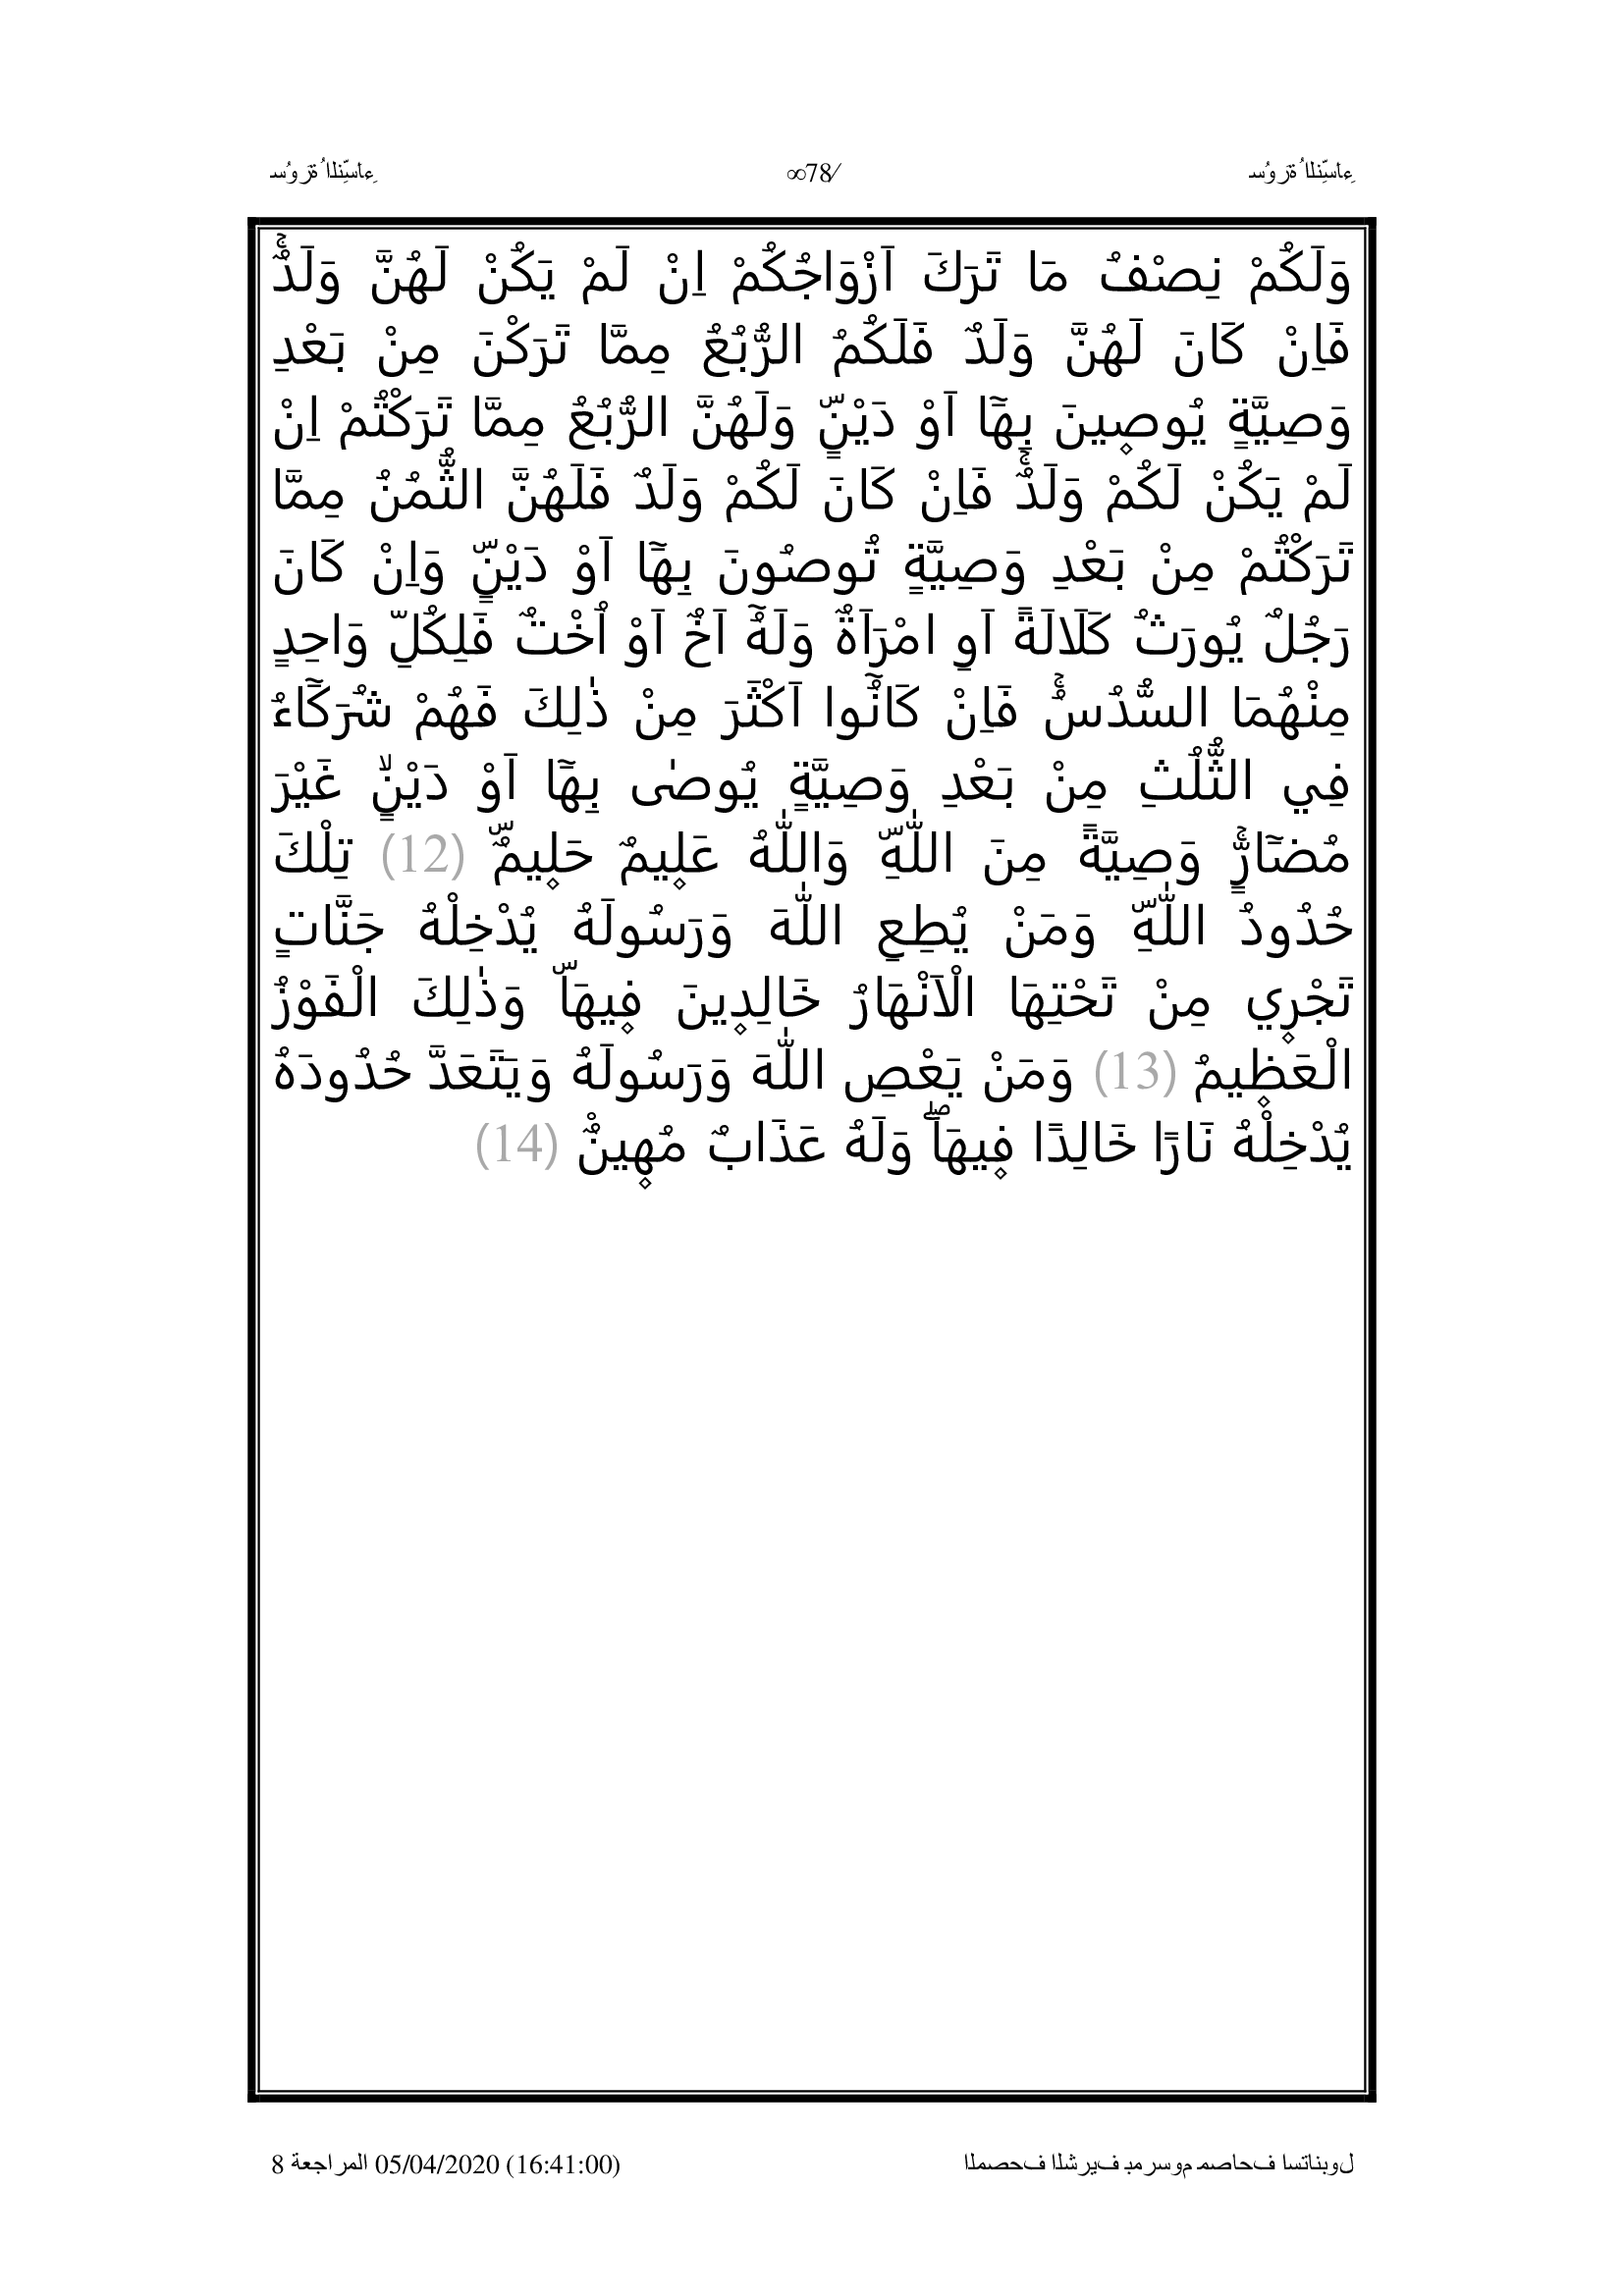 سُورَةُ النِّسَاءِ
∞78/
سُورَةُ النِّسَاءِ
وَلَكُمْ نِصْفُ مَا تَرَكَ اَزْوَاجُكُمْ اِنْ لَمْ يَكُنْ لَهُنَّ وَلَدٌۚ
فَاِنْ كَانَ لَهُنَّ وَلَدٌ فَلَكُمُ الرُّبُعُ مِمَّا تَرَكْنَ مِنْ بَعْدِ
وَصِيَّةٍ يُوص۪ينَ بِهَٓا اَوْ دَيْنٍۜ وَلَهُنَّ الرُّبُعُ مِمَّا تَرَكْتُمْ اِنْ
لَمْ يَكُنْ لَكُمْ وَلَدٌۚ فَاِنْ كَانَ لَكُمْ وَلَدٌ فَلَهُنَّ الثُّمُنُ مِمَّا
تَرَكْتُمْ مِنْ بَعْدِ وَصِيَّةٍ تُوصُونَ بِهَٓا اَوْ دَيْنٍۜ وَاِنْ كَانَ
رَجُلٌ يُورَثُ كَلَالَةً اَوِ امْرَاَةٌ وَلَهُٓ اَخٌ اَوْ اُخْتٌ فَلِكُلِّ وَاحِدٍ
مِنْهُمَا السُّدُسُۚ فَاِنْ كَانُٓوا اَكْثَرَ مِنْ ذٰلِكَ فَهُمْ شُرَكَٓاءُ
فِي الثُّلُثِ مِنْ بَعْدِ وَصِيَّةٍ يُوصٰى بِهَٓا اَوْ دَيْنٍۙ غَيْرَ
مُضَٓارٍّۚ وَصِيَّةً مِنَ اللّٰهِۜ وَاللّٰهُ عَل۪يمٌ حَل۪يمٌۜ (12) تِلْكَ
حُدُودُ اللّٰهِۜ وَمَنْ يُطِعِ اللّٰهَ وَرَسُولَهُ يُدْخِلْهُ جَنَّاتٍ
تَجْر۪ي مِنْ تَحْتِهَا الْاَنْهَارُ خَالِد۪ينَ ف۪يهَاۜ وَذٰلِكَ الْفَوْزُ
الْعَظ۪يمُ (13) وَمَنْ يَعْصِ اللّٰهَ وَرَسُولَهُ وَيَتَعَدَّ حُدُودَهُ
يُدْخِلْهُ نَارًا خَالِدًا ف۪يهَاۖ وَلَهُ عَذَابٌ مُه۪ينٌ۟ (14)
المصحف الشريف بمرسوم مصاحف استانبول
8 المراجعة 05/04/2020 (16:41:00)